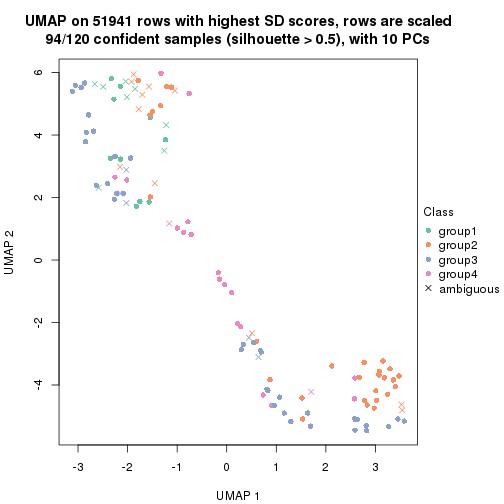 UMAP on 51941 rows with highest SD scores, rows are scaled
94/120 confident samples (silhouette > 0.5), with 10 PCs
6
4
2
0
-2
-4
-3
-2
-1
0
1
2
3
UMAP 1
UMAP 2
Class
group1
group2
group3
group4
ambiguous